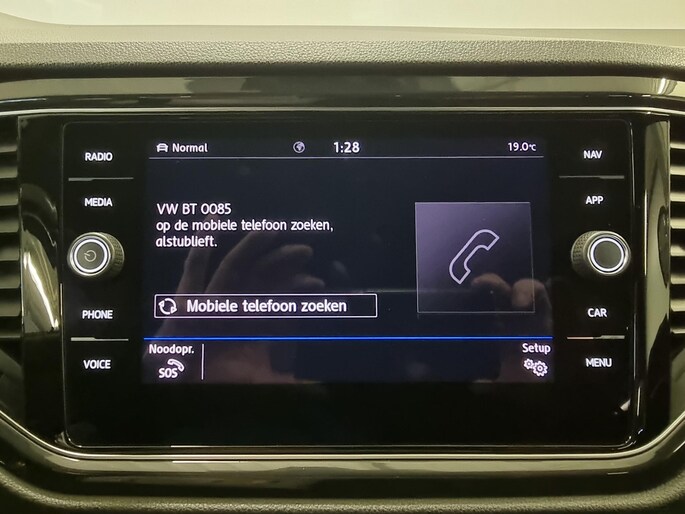 RADIO
MEDIA
PHONE
VOICE
Normal
1:28
19.0°C
VW BT 0085
op de mobiele telefoon zoeken,
alstublieft.
Mobiele telefoon zoeken
Noodopr.
SOS
Setup
NAV
APP
CAR
MENU